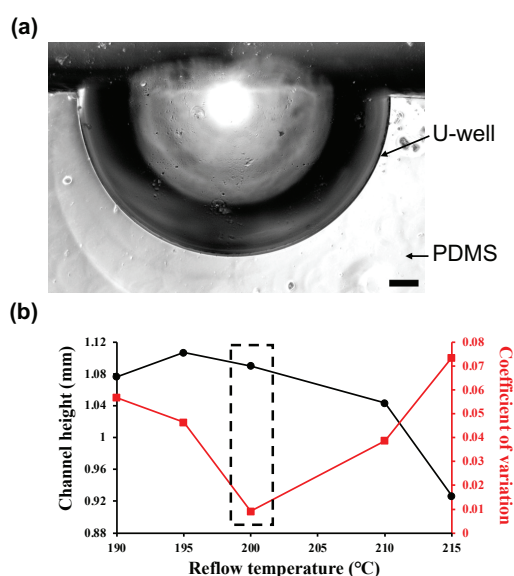 (a)
U-well
PDMS
(b)
Channel height (mm)
1.12
1.08
1.04
1
0.96
0.92
0.88
0.08
0.07
0.06
0.05
0.04
0.03
0.02
0.01
0
Coefficient of variation
190 195 200 205 210 215
Reflow temperature (°C)